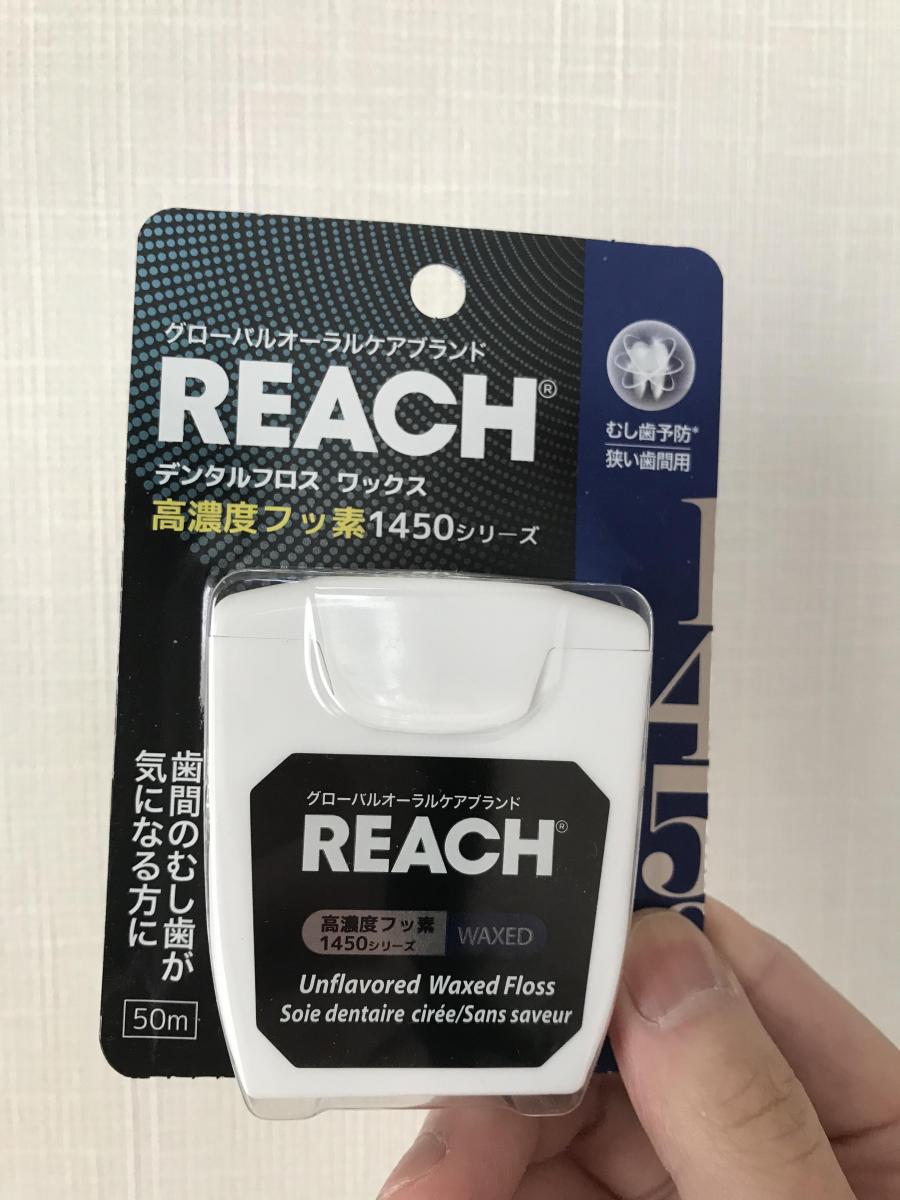 グローバルオーラルケアブランド
REACH®
デンタルフロス ワックス
高濃度フッ素1450シリーズ
むし歯予防*
狭い歯間用
1450
歯間のむし歯が
気になる方に
50m
グローバルオーラルケアブランド
REACH®
高濃度フッ素
1450シリーズ
WAXED
Unflavored Waxed Floss
Soie dentaire cirée/Sans saveur